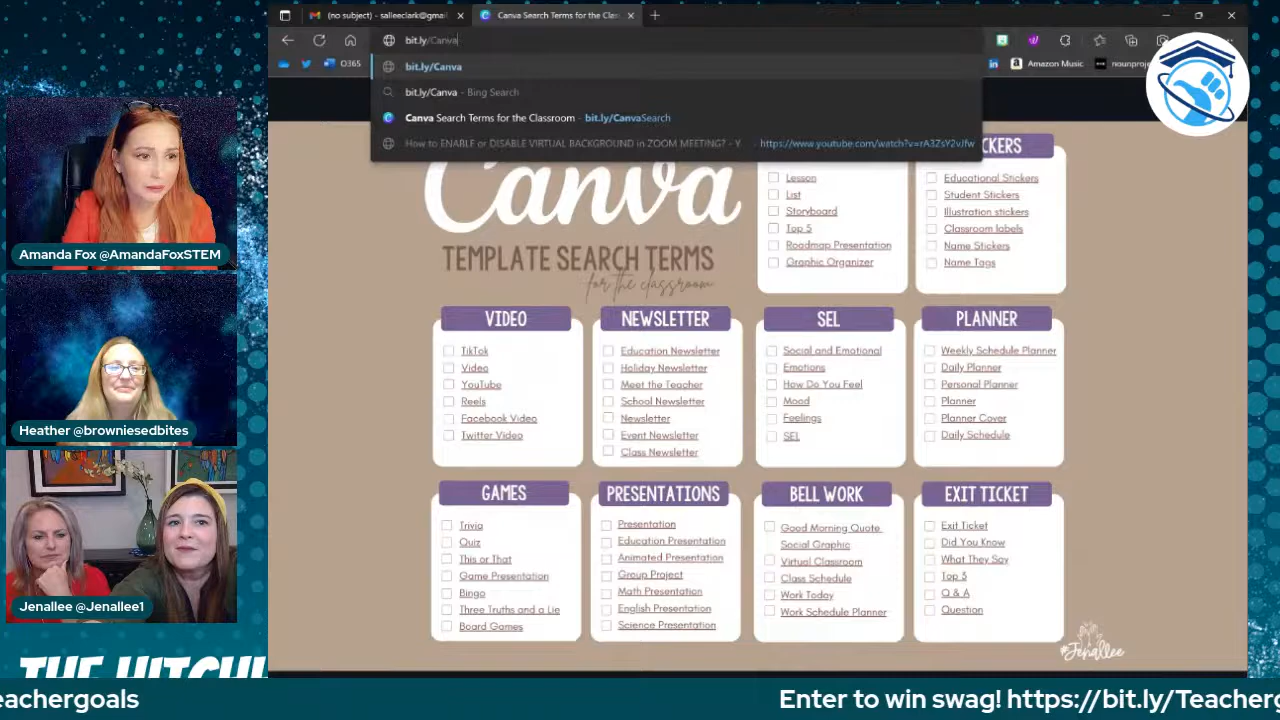 (no subject) - salleeclark@gmai
Canva Search Terms for the Clas
bit.ly/Canva
O365
Amazon Music
nounproje
bit.ly/Canva
bit.ly/Canva - Bing Search
Canva Search Terms for the Classroom - bit.ly/CanvaSearch
How to ENABLE or DISABLE VIRTUAL BACKGROUND in ZOOM MEETING? - Y - https://www.youtube.com/watch?v=rA3ZsY2vJfw
Canva
TEMPLATE SEARCH TERMS
for the classroom
Lesson
List
Storyboard
Top 5
Roadmap Presentation
Graphic Organizer
CKERS
Educational Stickers
Student Stickers
Illustration stickers
Classroom labels
Name Stickers
Name Tags
VIDEO
TikTok
Video
YouTube
Reels
Facebook Video
Twitter Video
NEWSLETTER
Education Newsletter
Holiday Newsletter
Meet the Teacher
School Newsletter
Newsletter
Event Newsletter
Class Newsletter
SEL
Social and Emotional
Emotions
How Do You Feel
Mood
Feelings
SEL
PLANNER
Weekly Schedule Planner
Daily Planner
Personal Planner
Planner
Planner Cover
Daily Schedule
GAMES
Trivia
Quiz
This or That
Game Presentation
Bingo
Three Truths and a Lie
Board Games
PRESENTATIONS
Presentation
Education Presentation
Animated Presentation
Group Project
Math Presentation
English Presentation
Science Presentation
BELL WORK
Good Morning Quote
Social Graphic
Virtual Classroom
Class Schedule
Work Today
Work Schedule Planner
EXIT TICKET
Exit Ticket
Did You Know
What They Say
Top 5
Q & A
Question
#Jenallee
Amanda Fox @AmandaFoxSTEM
Heather @browniesedbites
Jenallee @Jenallee1
THE HITCHI
eachergoals
Enter to win swag! https://bit.ly/Teacherg